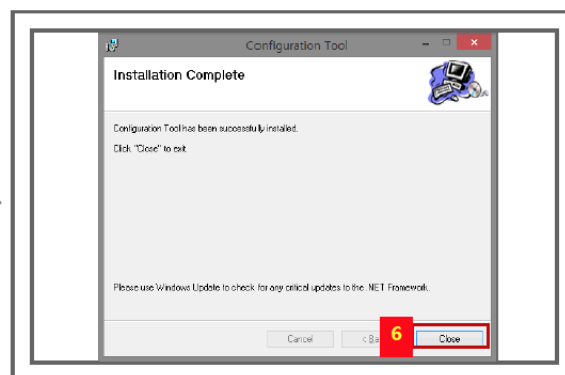 Configuration Tool
Installation Complete
Configuration Tool has been successfully installed.
Click "Close" to exit.
Please use Windows Update to check for any critical updates to the .NET Framework.
Cancel < Ba 6 Close